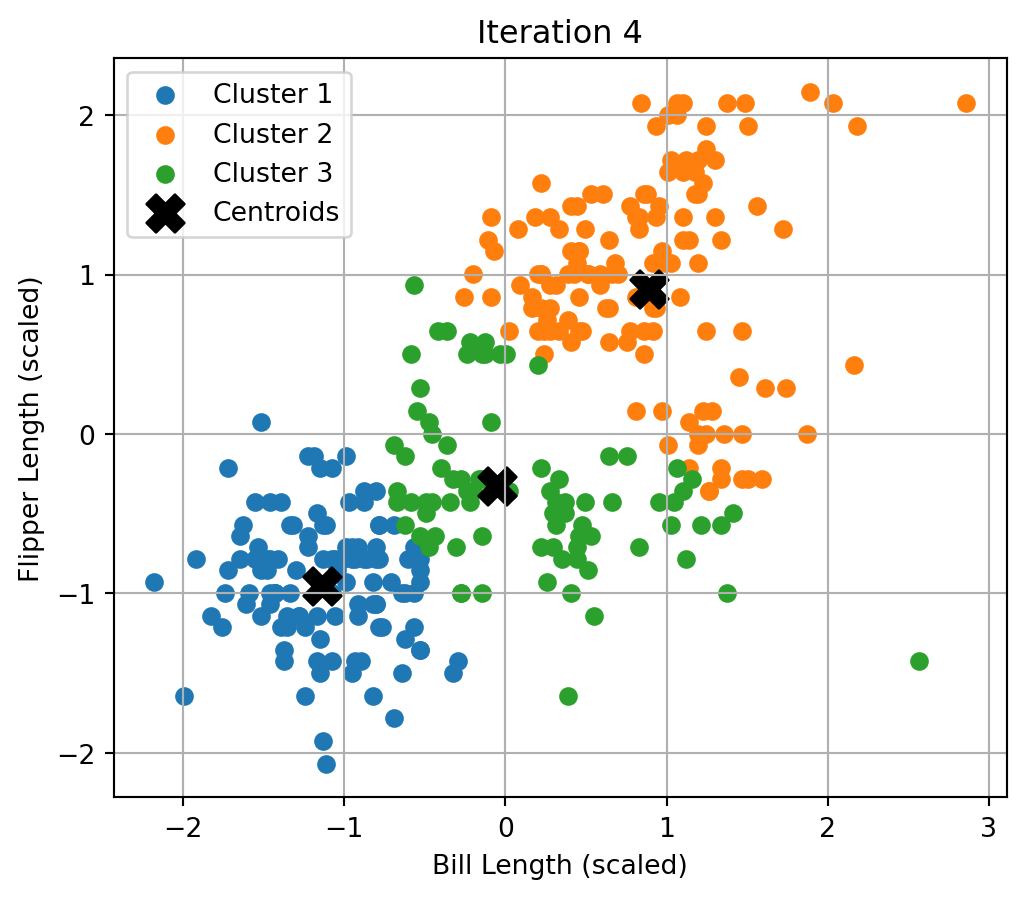 Iteration 4
Cluster 1
Cluster 2
Cluster 3
Centroids
2
1
0
−1
−2
Flipper Length (scaled)
−2
−1
0
1
2
3
Bill Length (scaled)